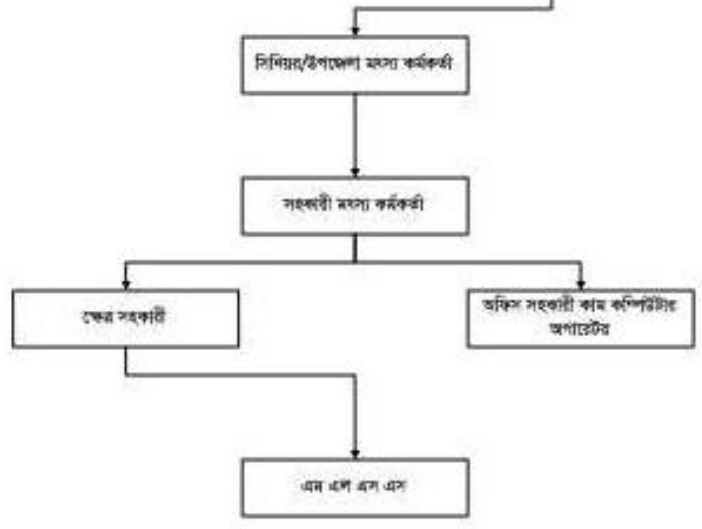 সিনিয়র/উপজেলা মৎস্য কর্মকর্তা
সহকারী মৎস্য কর্মকর্তা
ক্ষেত্র সহকারী
অফিস সহকারী কাম কম্পিউটার
অপারেটর
এম এল এস এস